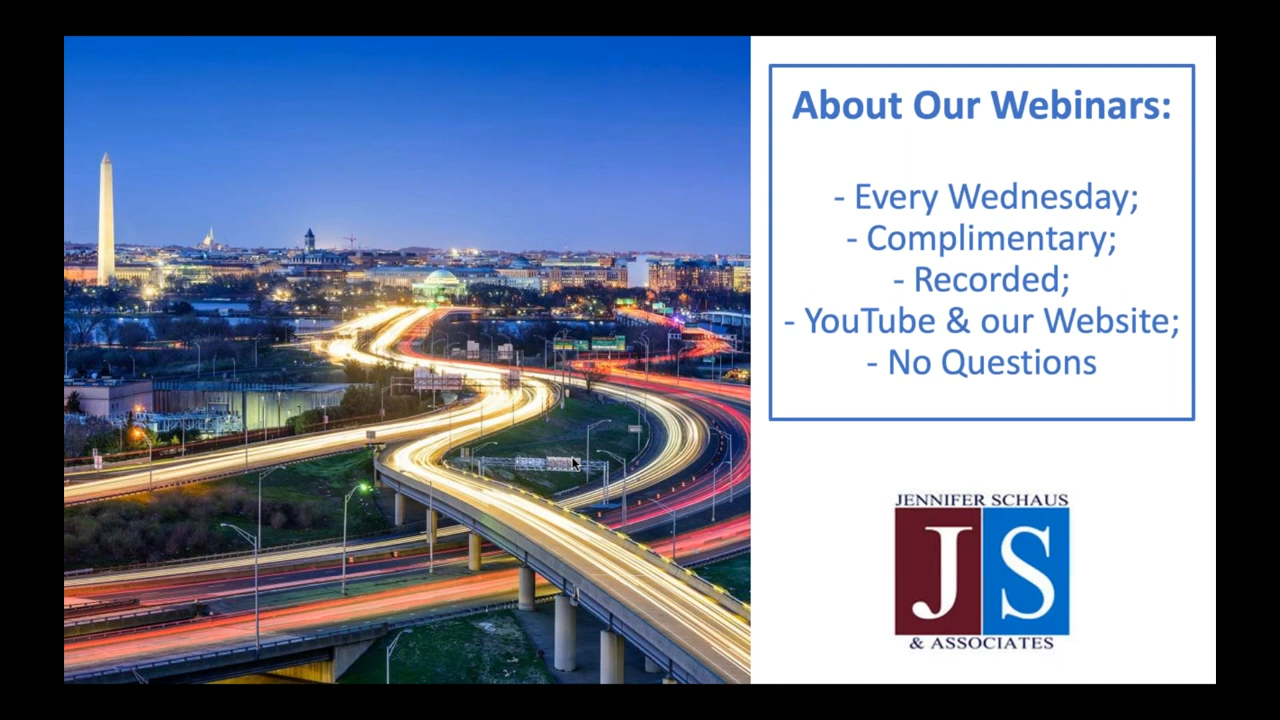 About Our Webinars:
- Every Wednesday;
- Complimentary;
- Recorded;
- YouTube & our Website;
- No Questions
JENNIFER SCHAUS
JS
& ASSOCIATES